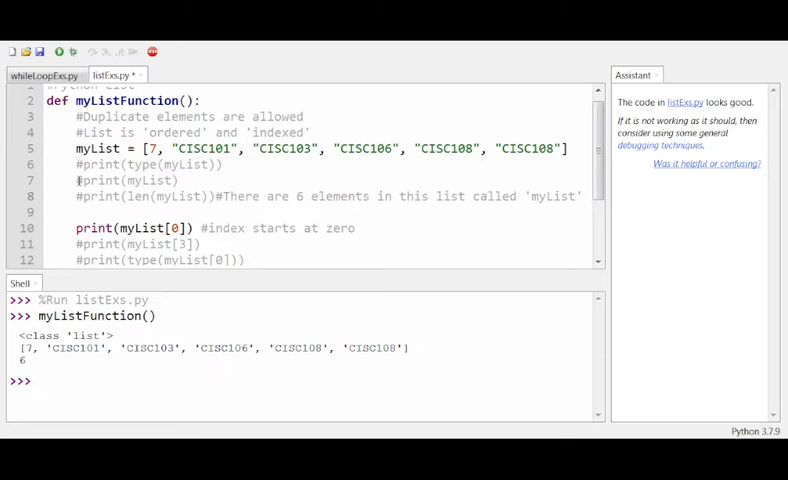 whileLoopExs.py
listExs.py *
1 #Python List
2 def myListFunction():
3 #Duplicate elements are allowed
4 #List is 'ordered' and 'indexed'
5 myList = [7, "CISC101", "CISC103", "CISC106", "CISC108", "CISC108"]
6 #print(type(myList))
7 #print(myList)
8 #print(len(myList))#There are 6 elements in this list called 'myList'
9
10 print(myList[0]) #index starts at zero
11 #print(myList[3])
12 #print(type(myList[0]))
Shell
>>> %Run listExs.py
>>> myListFunction()
<class 'list'>
[7, 'CISC101', 'CISC103', 'CISC106', 'CISC108', 'CISC108']
6
>>>
Assistant
The code in listExs.py looks good.
If it is not working as it should, then
consider using some general
debugging techniques.
Was it helpful or confusing?
Python 3.7.9